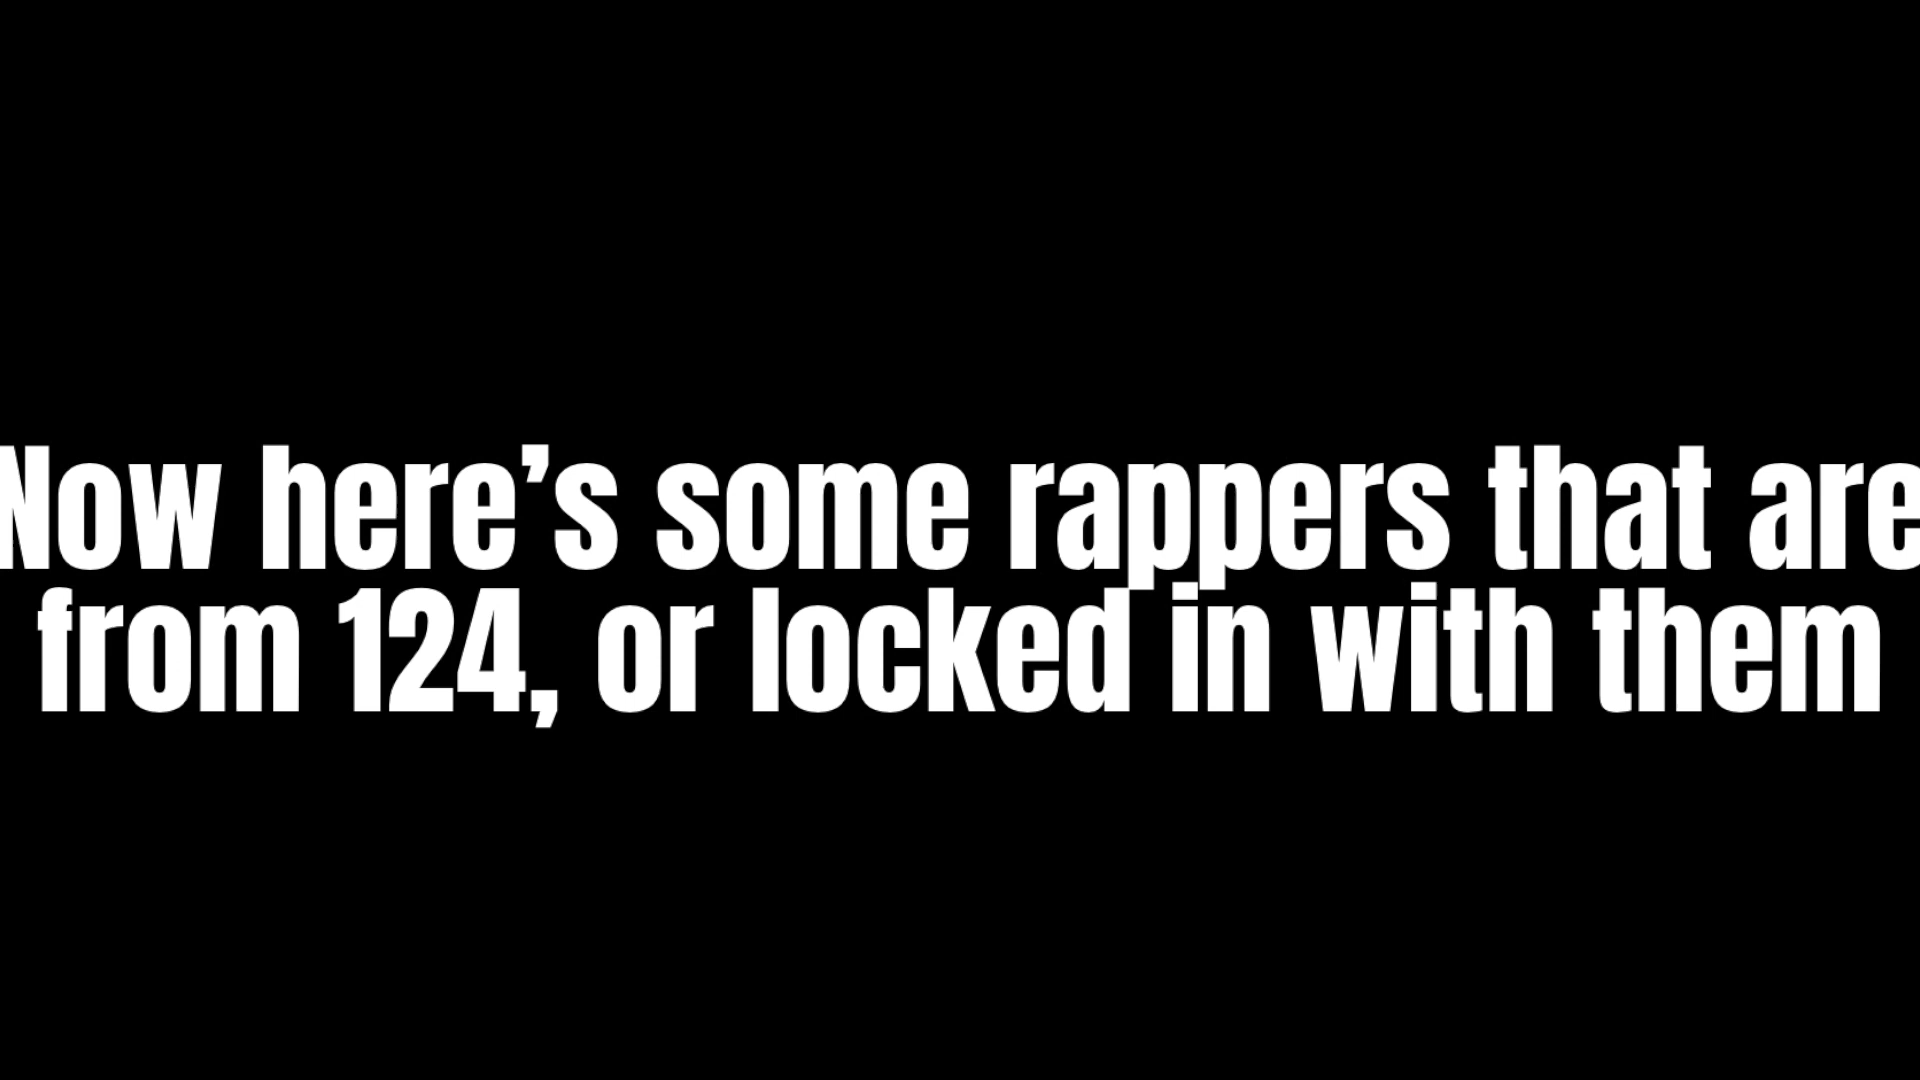 Now here’s some rappers that are
from 124, or locked in with them